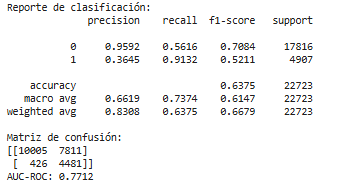 Reporte de clasificación:
              precision    recall  f1-score   support

           0     0.9592    0.5616    0.7084     17816
           1     0.3645    0.9132    0.5211      4907

    accuracy                         0.6375     22723
   macro avg     0.6619    0.7374    0.6147     22723
weighted avg     0.8308    0.6375    0.6679     22723

Matriz de confusión:
[[10005  7811]
 [  426  4481]]
AUC-ROC: 0.7712